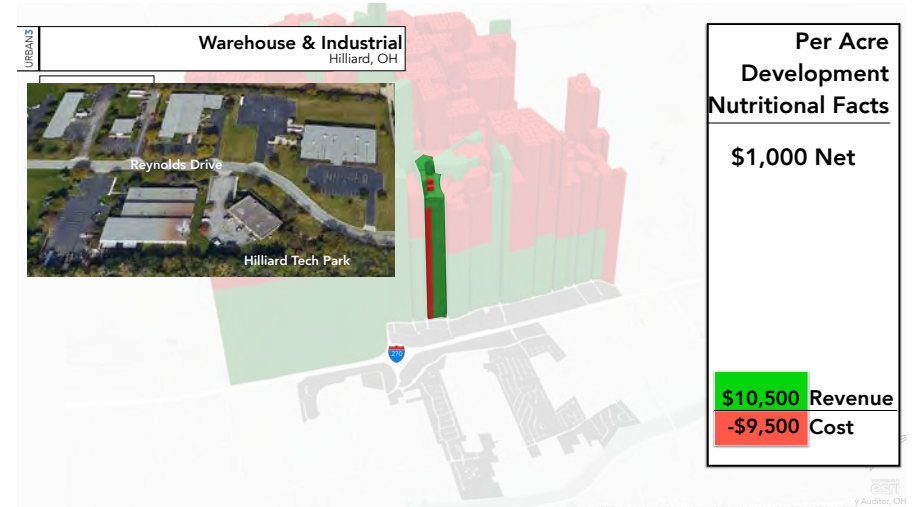 URBAN3
Warehouse & Industrial
Hilliard, OH
Reynolds Drive
Hilliard Tech Park
270
Per Acre
Development
Nutritional Facts
$1,000 Net
$10,500 Revenue
-$9,500 Cost
esri
y Auditor, OH